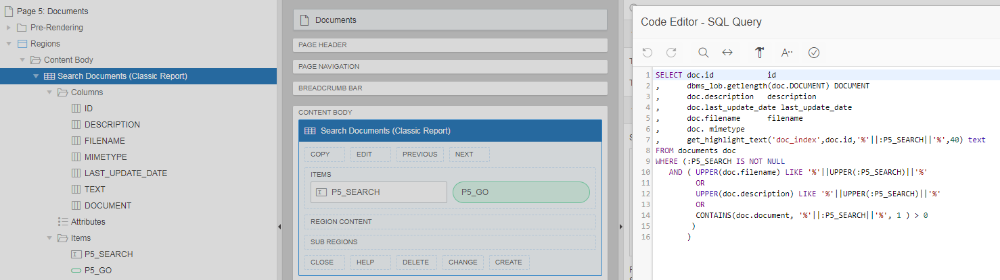 Page 5: Documents
Pre-Rendering
Regions
Content Body
Search Documents (Classic Report)
Columns
ID
DESCRIPTION
FILENAME
MIMETYPE
LAST_UPDATE_DATE
TEXT
DOCUMENT
Attributes
Items
P5_SEARCH
P5_GO
Documents
PAGE HEADER
PAGE NAVIGATION
BREADCRUMB BAR
CONTENT BODY
Search Documents (Classic Report)
COPY EDIT PREVIOUS NEXT
ITEMS
P5_SEARCH P5_GO
REGION CONTENT
SUB REGIONS
CLOSE HELP DELETE CHANGE CREATE
Code Editor - SQL Query
A
1 SELECT doc.id id
2 , dbms_lob.getlength(doc.DOCUMENT) DOCUMENT
3 , doc.description description
4 , doc.last_update_date last_update_date
5 , doc.filename filename
6 , doc. mimetype
7 , get_highlight_text('doc_index',doc.id,'%'||:P5_SEARCH||'%',40) text
8 FROM documents doc
9 WHERE (:P5_SEARCH IS NOT NULL
10 AND ( UPPER(doc.filename) LIKE '%'||UPPER(:P5_SEARCH)||'%'
11 OR
12 UPPER(doc.description) LIKE '%'||UPPER(:P5_SEARCH)||'%'
13 OR
14 CONTAINS(doc.document, '%'||:P5_SEARCH||'%', 1 ) > 0
15 )
16 )